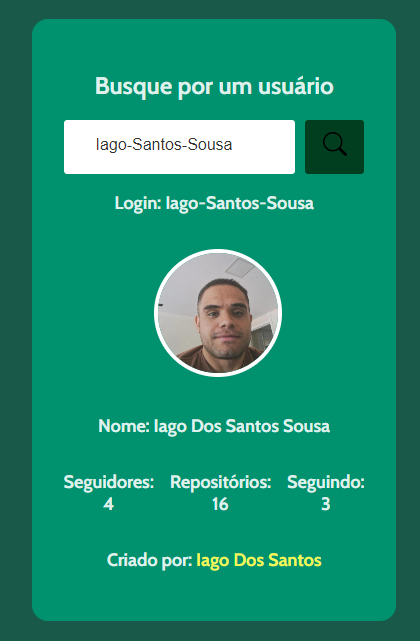 Busque por um usuário
Iago-Santos-Sousa
Login: Iago-Santos-Sousa
Nome: Iago Dos Santos Sousa
Seguidores: Repositórios: Seguindo:
4 16 3
Criado por: Iago Dos Santos